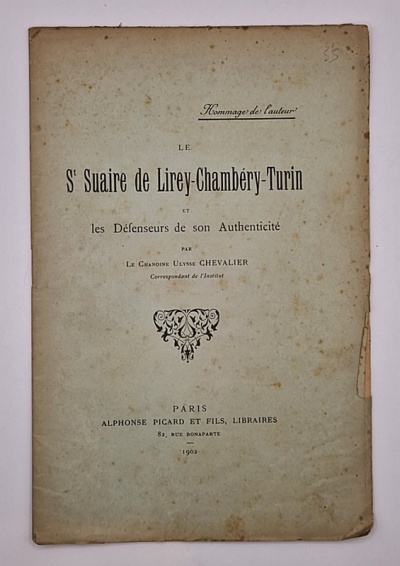 35
Hommage de l'auteur
LE
St Suaire de Lirey-Chambéry-Turin
ET
les Défenseurs de son Authenticité
PAR
LE CHANOINE ULYSSE CHEVALIER
Correspondant de l'Institut
PARIS
ALPHONSE PICARD ET FILS, LIBRAIRES
82, RUE BONAPARTE
1902